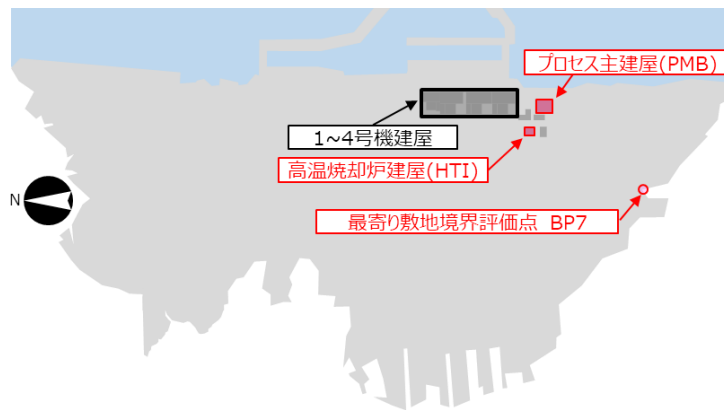 プロセス主建屋(PMB)
1~4号機建屋
高温焼却炉建屋(HTI)
N
最寄り敷地境界評価点 BP7